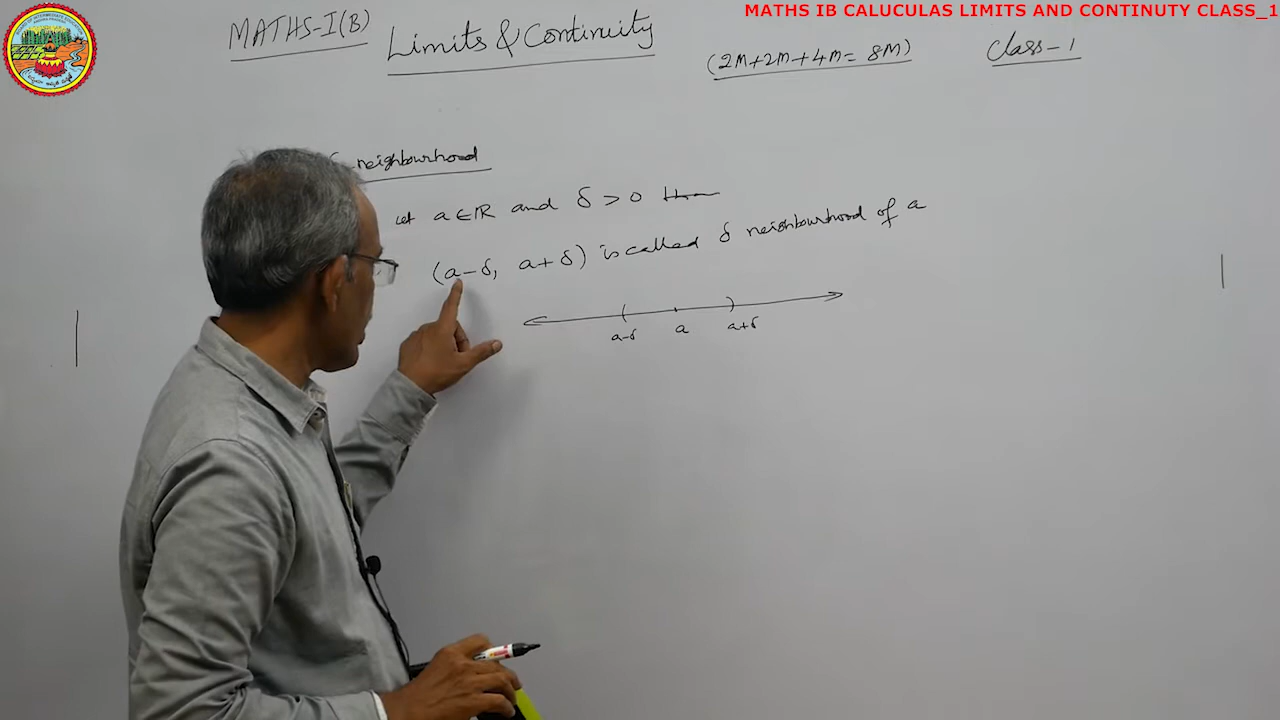 MATHS IB CALUCULAS LIMITS AND CONTINUTY CLASS_1
MATHS-I(B) Limits & Continuity (2M+2M+4M= 8M) Class-1
neighbourhood
Let a∈R and δ>0
(a-δ, a+δ) is called δ neighbourhood of a
a-δ a a+δ